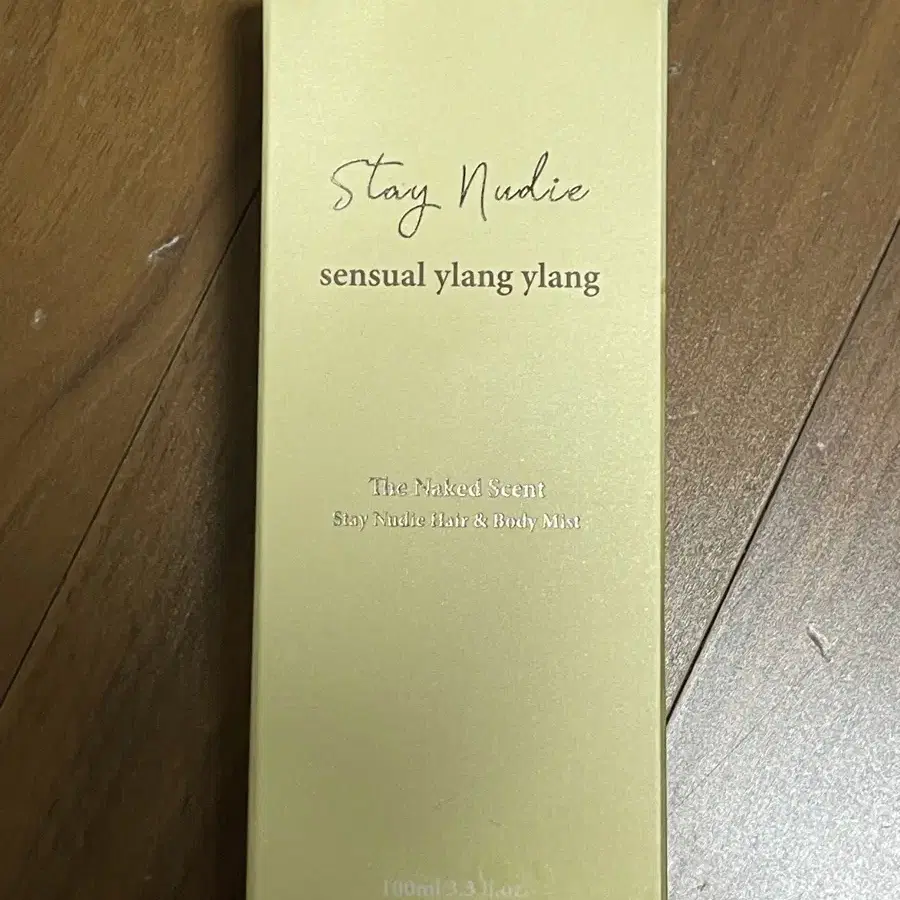 Stay Nudie
sensual ylang ylang
The Naked Scent
Stay Nudie Hair & Body Mist
100ml/3.3 fl.oz.